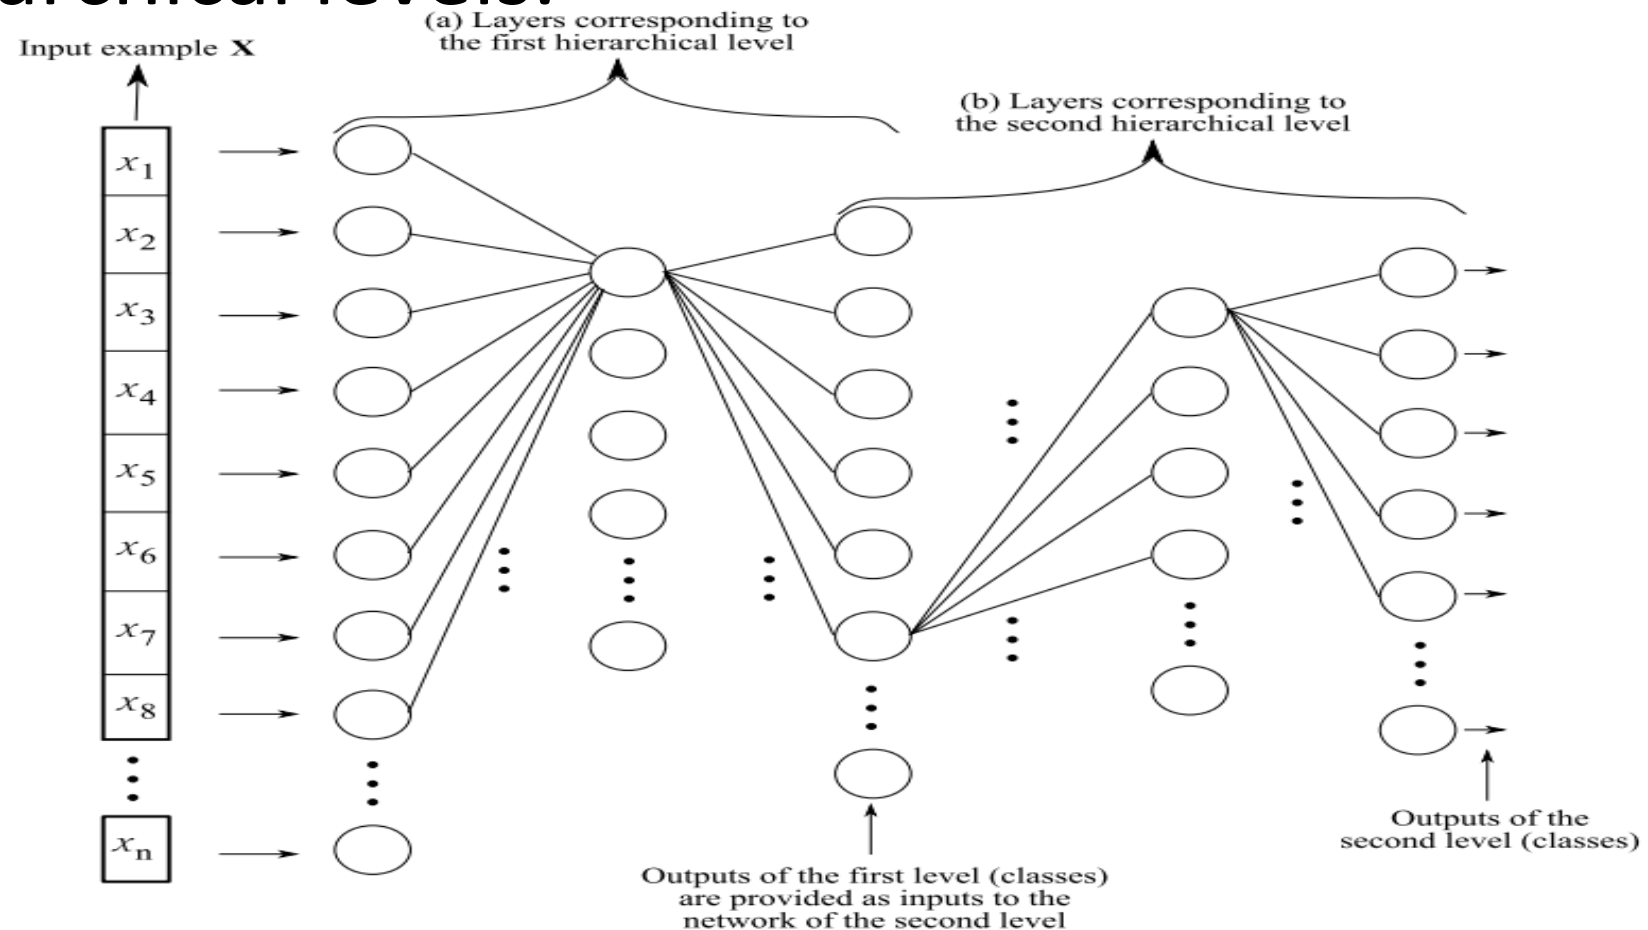 archical levels.
(a) Layers corresponding to
the first hierarchical level
Input example X
(b) Layers corresponding to
the second hierarchical level
x1
x2
x3
x4
x5
x6
x7
x8
xn
Outputs of the
second level (classes)
Outputs of the first level (classes)
are provided as inputs to the
network of the second level